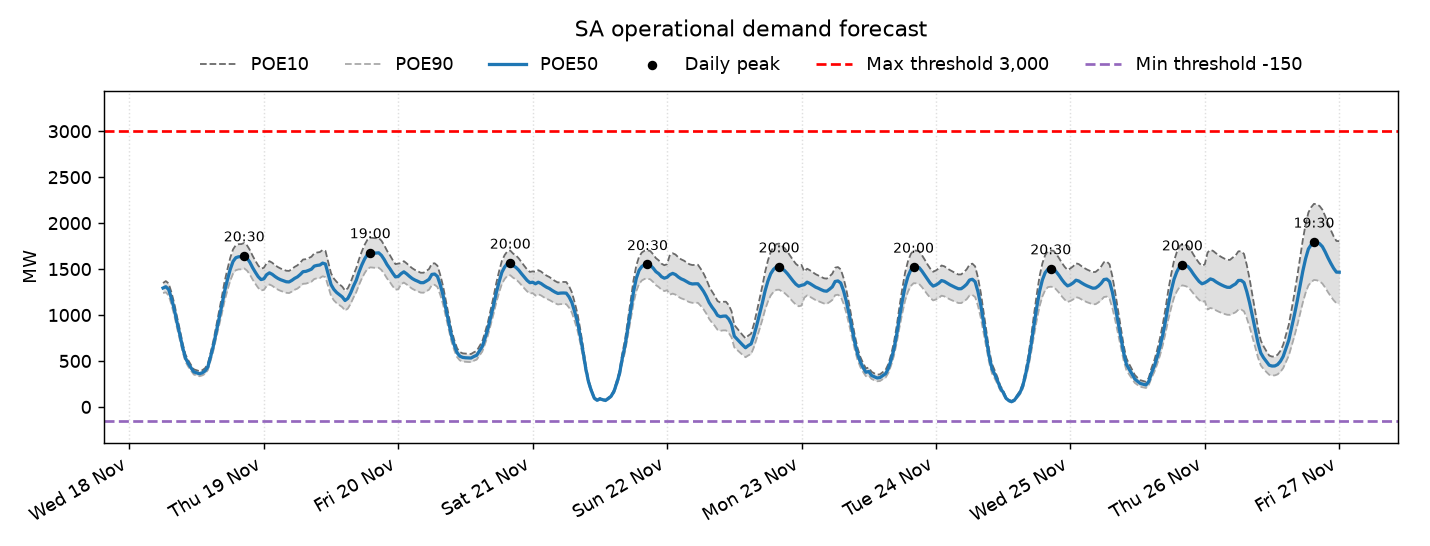 SA operational demand forecast
POE10 POE90 POE50 Daily peak Max threshold 3,000 Min threshold -150
MW
3000
2500
2000
1500
1000
500
0
20:30 19:00 20:00 20:30 20:00 20:00 20:30 20:00 19:30
Wed 18 Nov Thu 19 Nov Fri 20 Nov Sat 21 Nov Sun 22 Nov Mon 23 Nov Tue 24 Nov Wed 25 Nov Thu 26 Nov Fri 27 Nov